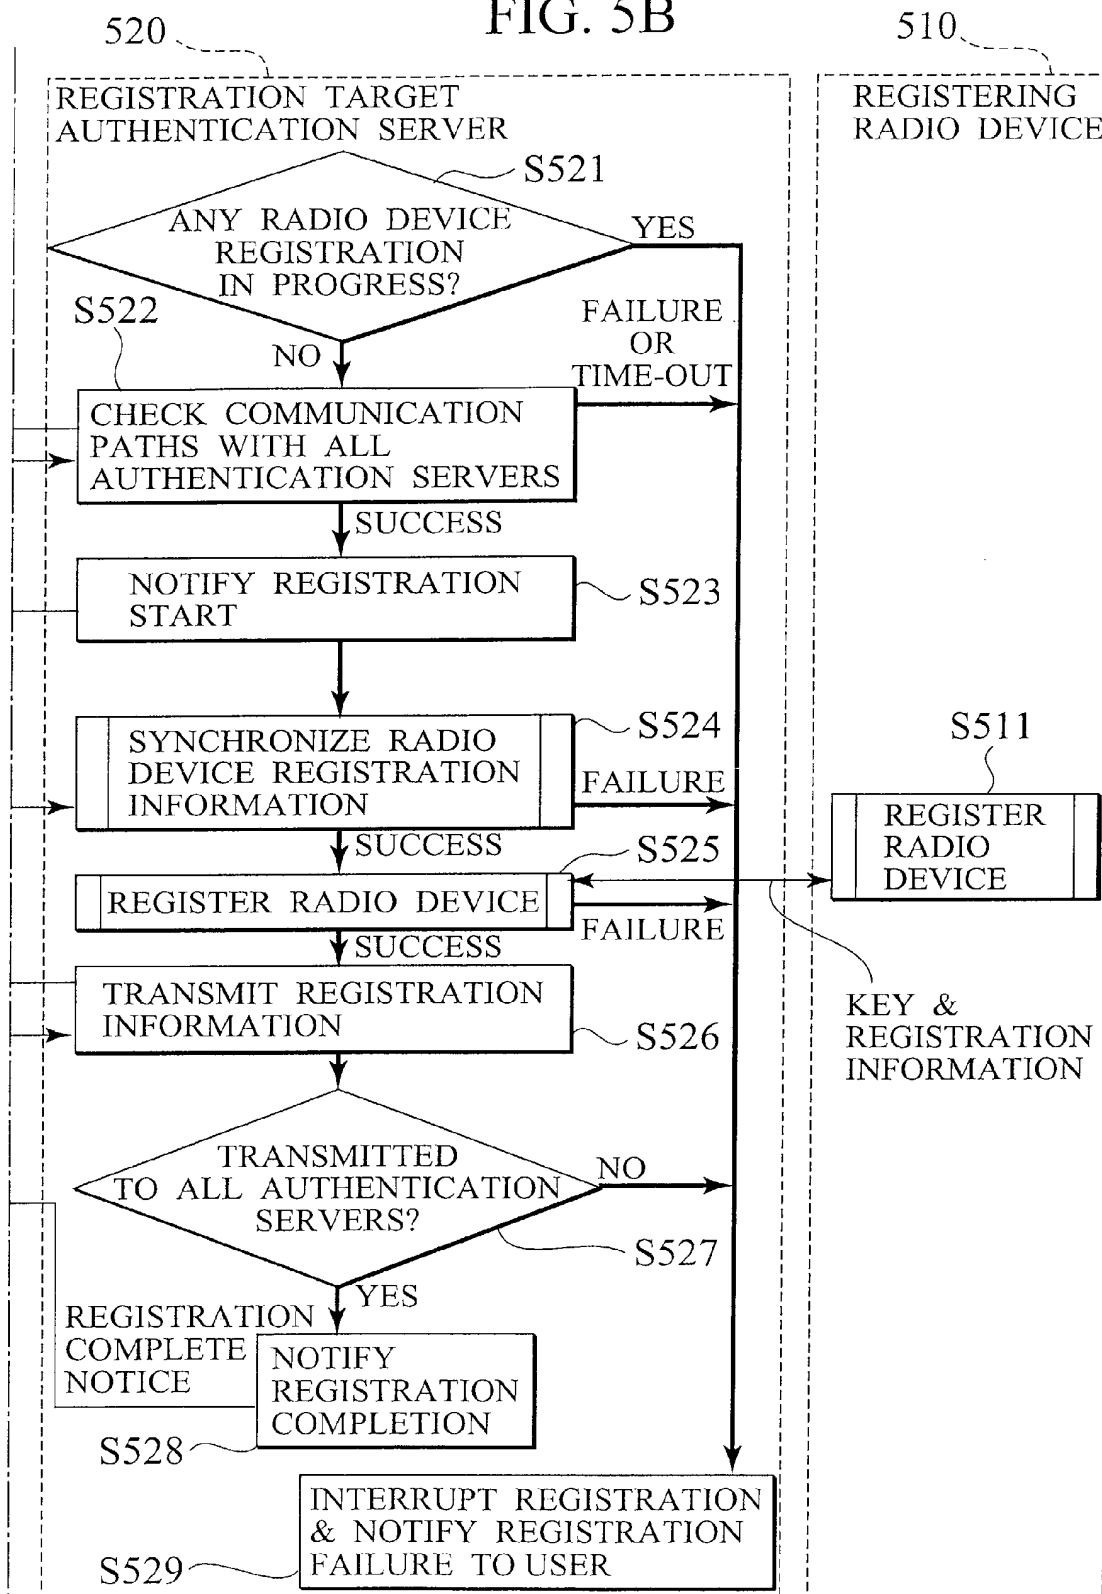 FIG. 5B
520
510
REGISTRATION TARGET
AUTHENTICATION SERVER
REGISTERING
RADIO DEVICE
S521
ANY RADIO DEVICE
REGISTRATION
IN PROGRESS?
YES
S522
NO
FAILURE
OR
TIME-OUT
CHECK COMMUNICATION
PATHS WITH ALL
AUTHENTICATION SERVERS
SUCCESS
NOTIFY REGISTRATION
START
S523
SYNCHRONIZE RADIO
DEVICE REGISTRATION
INFORMATION
S524
FAILURE
S511
REGISTER
RADIO
DEVICE
SUCCESS
S525
REGISTER RADIO DEVICE
FAILURE
SUCCESS
TRANSMIT REGISTRATION
INFORMATION
S526
KEY &
REGISTRATION
INFORMATION
TRANSMITTED
TO ALL AUTHENTICATION
SERVERS?
NO
S527
YES
REGISTRATION
COMPLETE
NOTICE
NOTIFY
REGISTRATION
COMPLETION
S528
INTERRUPT REGISTRATION
& NOTIFY REGISTRATION
FAILURE TO USER
S529